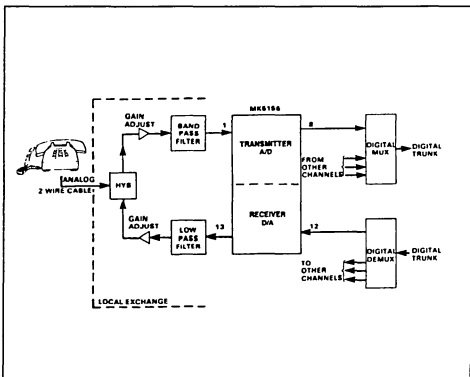 GAIN
ADJUST
BAND
PASS
FILTER
1
MK5156
TRANSMITTER
A/D
8
DIGITAL
MUX
DIGITAL
TRUNK
FROM
OTHER
CHANNELS
ANALOG
2 WIRE CABLE
HYB
GAIN
ADJUST
LOW
PASS
FILTER
13
RECEIVER
D/A
12
DIGITAL
DEMUX
DIGITAL
TRUNK
TO
OTHER
CHANNELS
LOCAL EXCHANGE